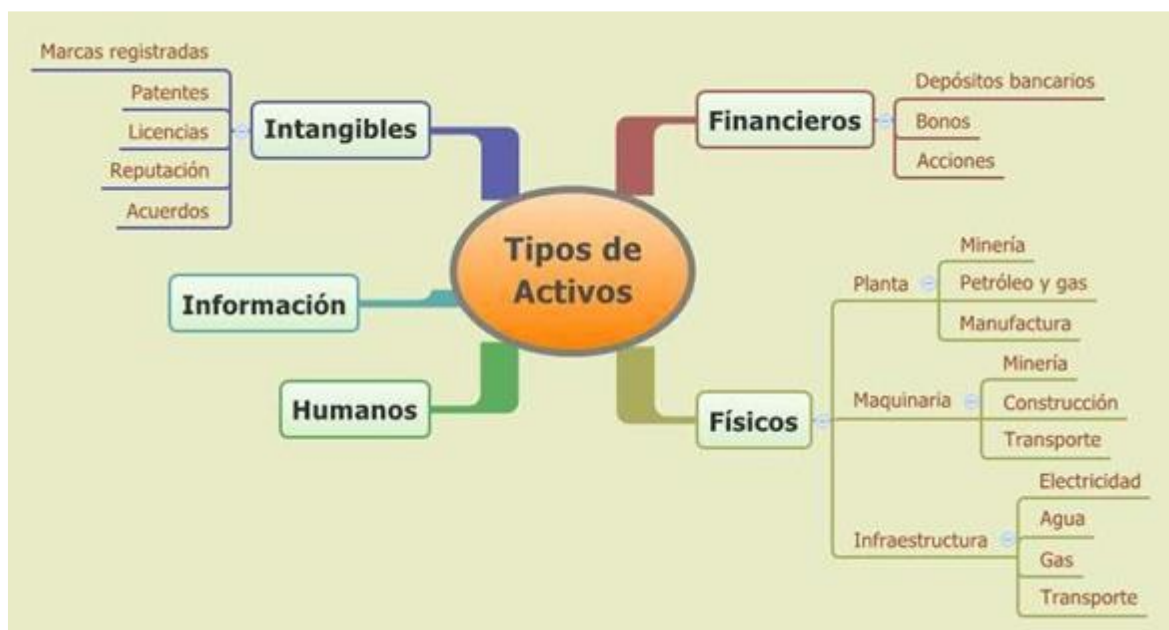 Tipos de
Activos
Intangibles
Marcas registradas
Patentes
Licencias
Reputación
Acuerdos
Información
Humanos
Financieros
Depósitos bancarios
Bonos
Acciones
Físicos
Planta
Minería
Petróleo y gas
Manufactura
Maquinaria
Minería
Construcción
Transporte
Infraestructura
Electricidad
Agua
Gas
Transporte